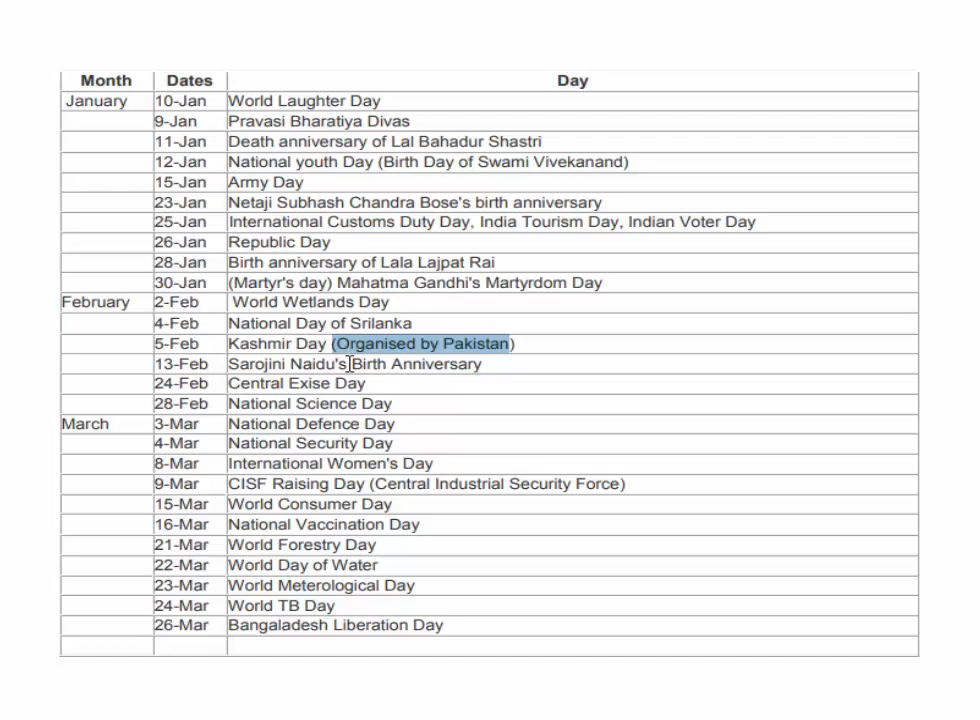 Month Dates Day
January 10-Jan World Laughter Day
9-Jan Pravasi Bharatiya Divas
11-Jan Death anniversary of Lal Bahadur Shastri
12-Jan National youth Day (Birth Day of Swami Vivekanand)
15-Jan Army Day
23-Jan Netaji Subhash Chandra Bose's birth anniversary
25-Jan International Customs Duty Day, India Tourism Day, Indian Voter Day
26-Jan Republic Day
28-Jan Birth anniversary of Lala Lajpat Rai
30-Jan (Martyr's day) Mahatma Gandhi's Martyrdom Day
February 2-Feb World Wetlands Day
4-Feb National Day of Srilanka
5-Feb Kashmir Day (Organised by Pakistan)
13-Feb Sarojini Naidu's Birth Anniversary
24-Feb Central Exise Day
28-Feb National Science Day
March 3-Mar National Defence Day
4-Mar National Security Day
8-Mar International Women's Day
9-Mar CISF Raising Day (Central Industrial Security Force)
15-Mar World Consumer Day
16-Mar National Vaccination Day
21-Mar World Forestry Day
22-Mar World Day of Water
23-Mar World Meterological Day
24-Mar World TB Day
26-Mar Bangaladesh Liberation Day